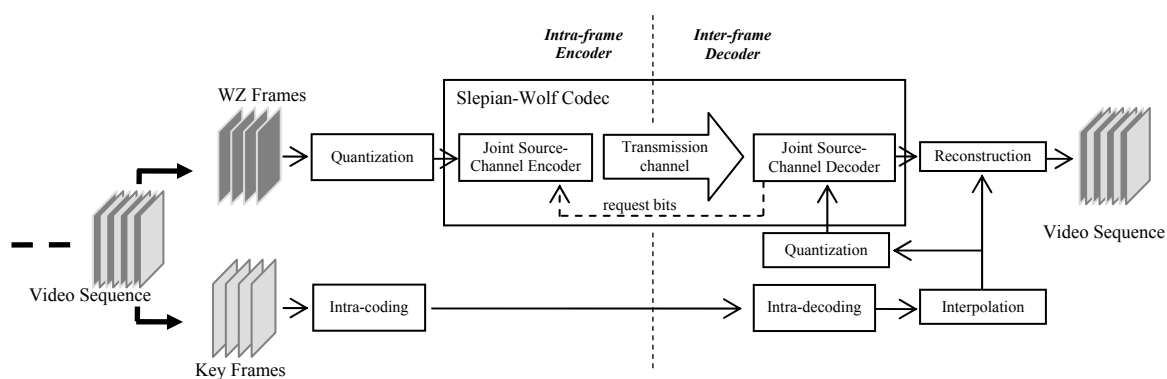 Intra-frame
Encoder
Inter-frame
Decoder
WZ Frames
Slepian-Wolf Codec
Quantization
Joint Source-
Channel Encoder
Transmission
channel
Joint Source-
Channel Decoder
Reconstruction
request bits
Video Sequence
Quantization
Video Sequence
Intra-coding
Intra-decoding
Interpolation
Key Frames